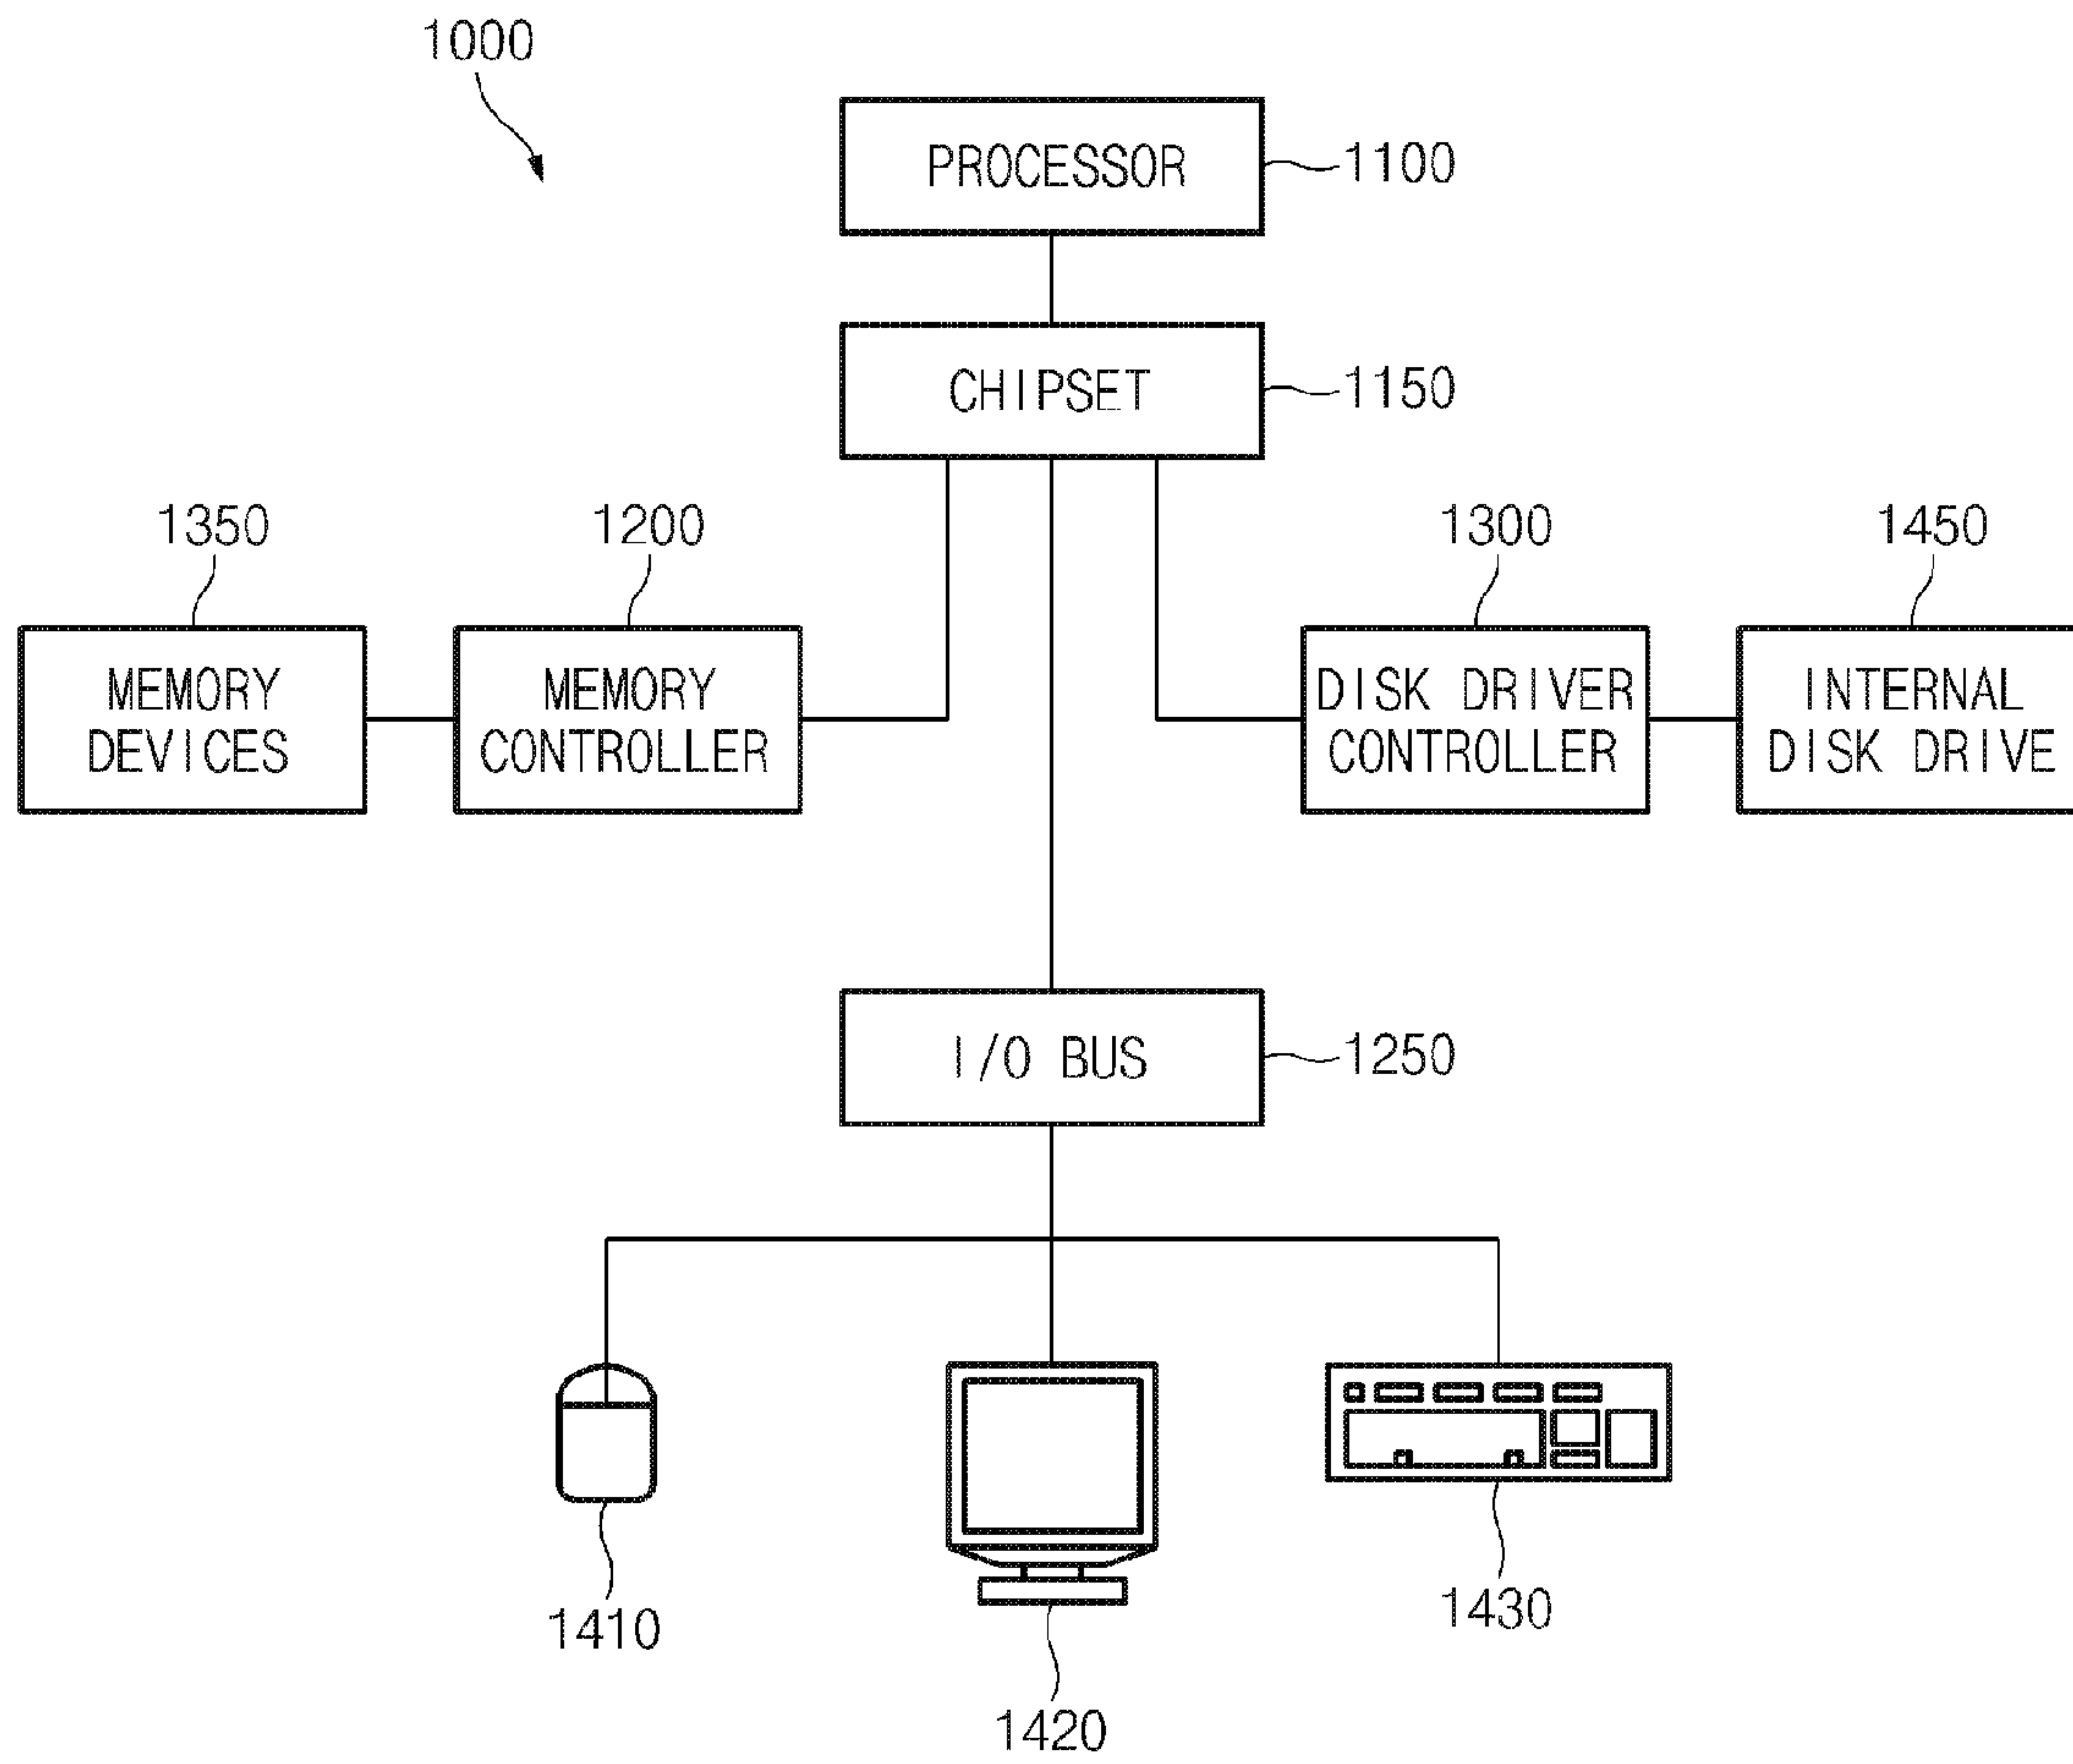 1000
PROCESSOR
1100
CHIPSET
1150
1350
1200
1300
1450
MEMORY
DEVICES
MEMORY
CONTROLLER
DISK DRIVER
CONTROLLER
INTERNAL
DISK DRIVE
I/O BUS
1250
1410
1420
1430